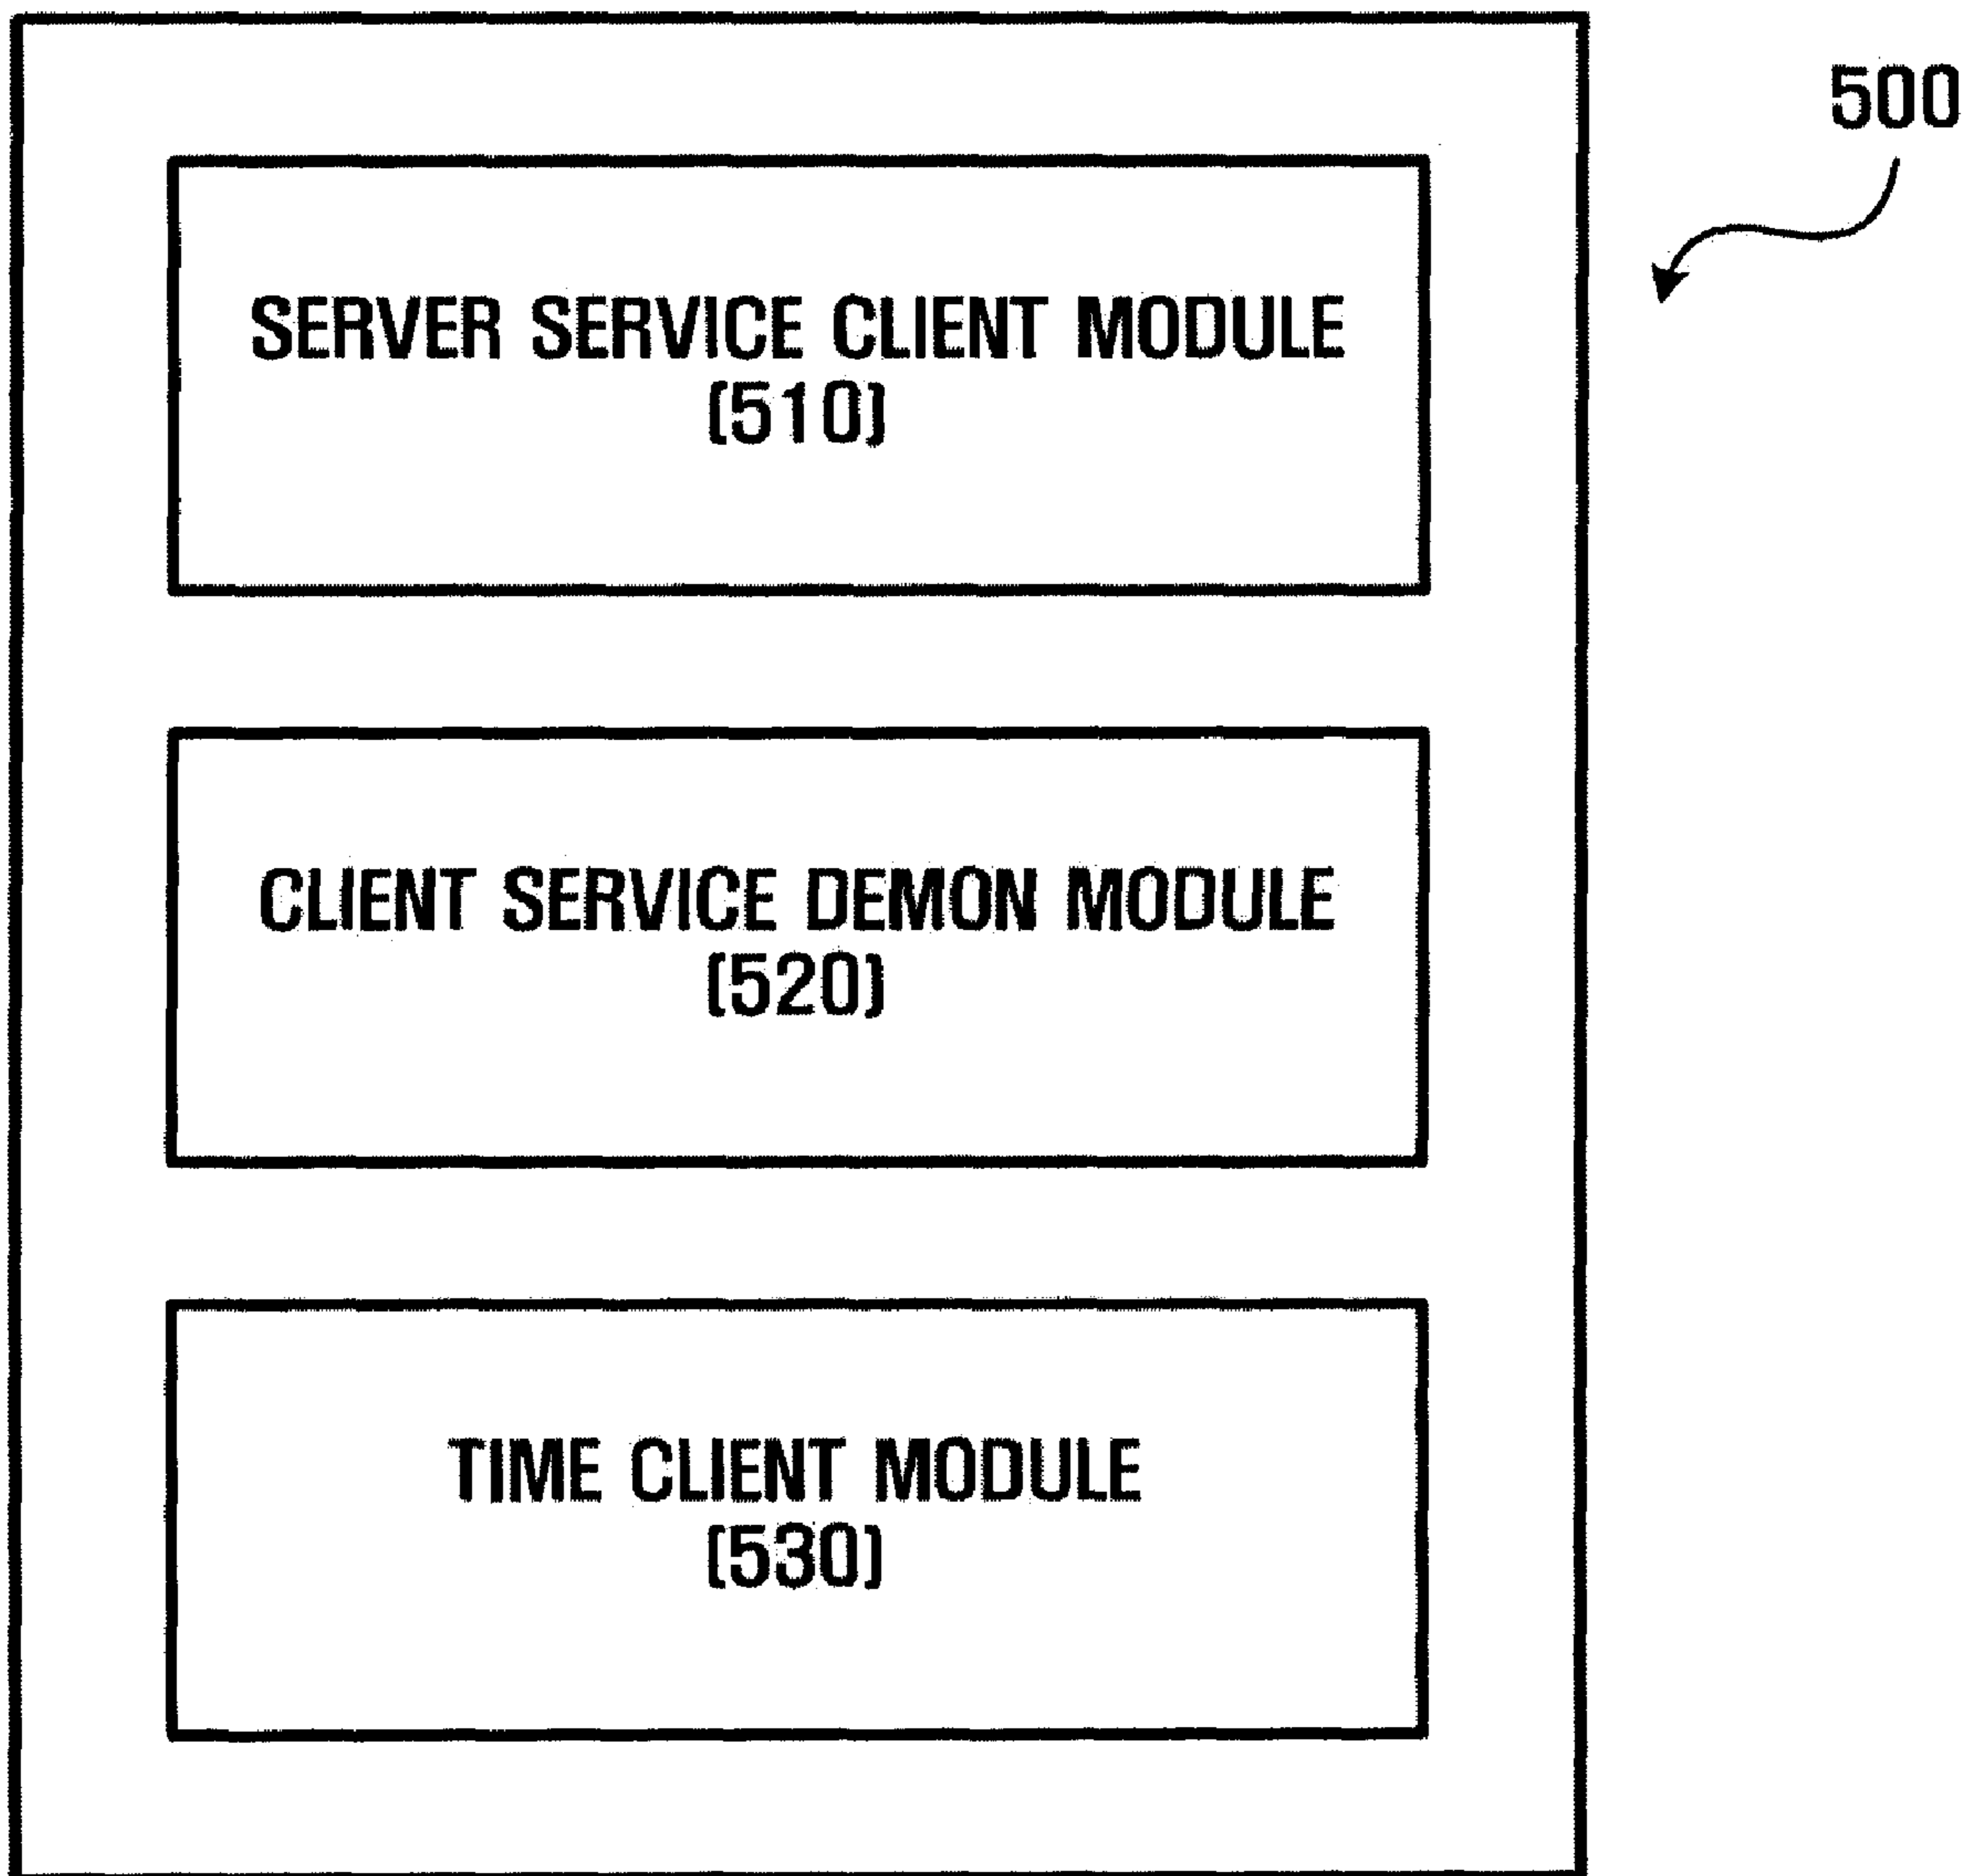 500
SERVER SERVICE CLIENT MODULE
(510)
CLIENT SERVICE DEMON MODULE
(520)
TIME CLIENT MODULE
(530)